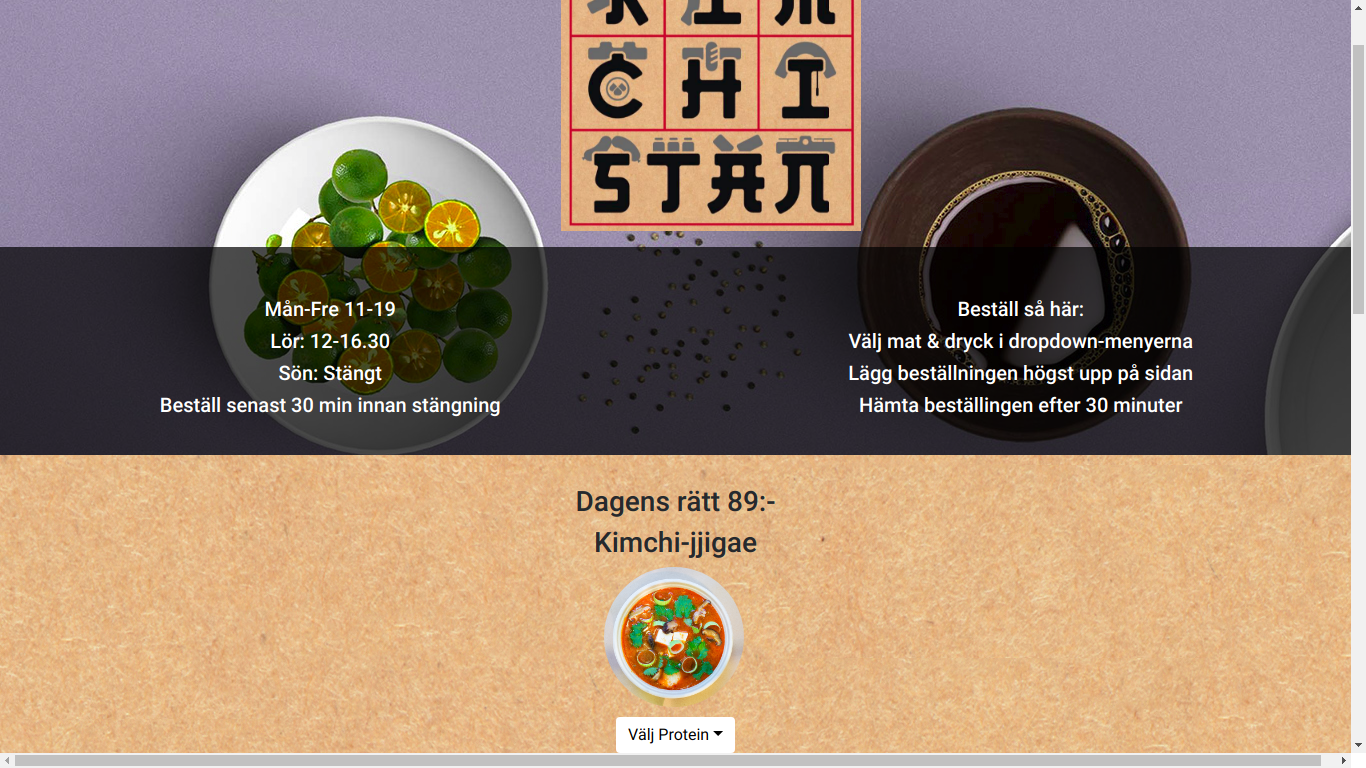 CHI
STAN
Mån-Fre 11-19
Lör: 12-16.30
Sön: Stängt
Beställ senast 30 min innan stängning
Beställ så här:
Välj mat & dryck i dropdown-menyerna
Lägg beställningen högst upp på sidan
Hämta beställingen efter 30 minuter
Dagens rätt 89:-
Kimchi-jjigae
Välj Protein